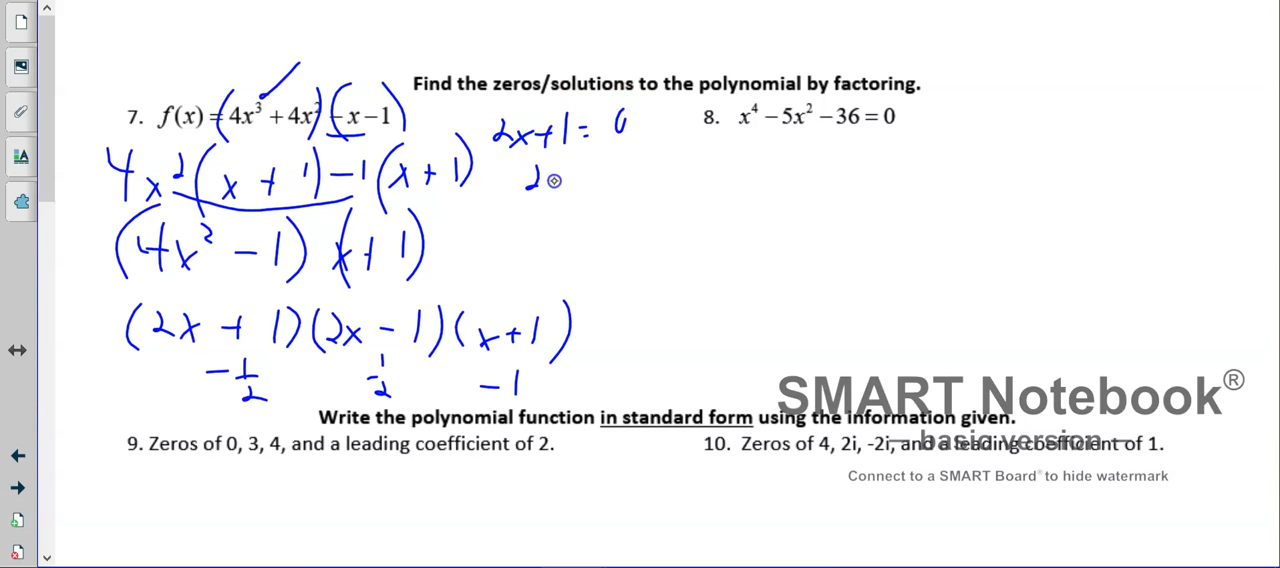 Find the zeros/solutions to the polynomial by factoring.
7. f(x) = (4x³ + 4x²) (−x − 1)
8. x⁴ − 5x² − 36 = 0
2x + 1 = 0
2
4x² (x + 1) − 1 (x + 1)
(4x² − 1) (x + 1)
(2x + 1) (2x − 1) (x + 1)
−1/2 1/2 −1
Write the polynomial function in standard form using the information given.
9. Zeros of 0, 3, 4, and a leading coefficient of 2.
10. Zeros of 4, 2i, -2i, and a leading coefficient of 1.
SMART Notebook®
— basic version —
Connect to a SMART Board® to hide watermark